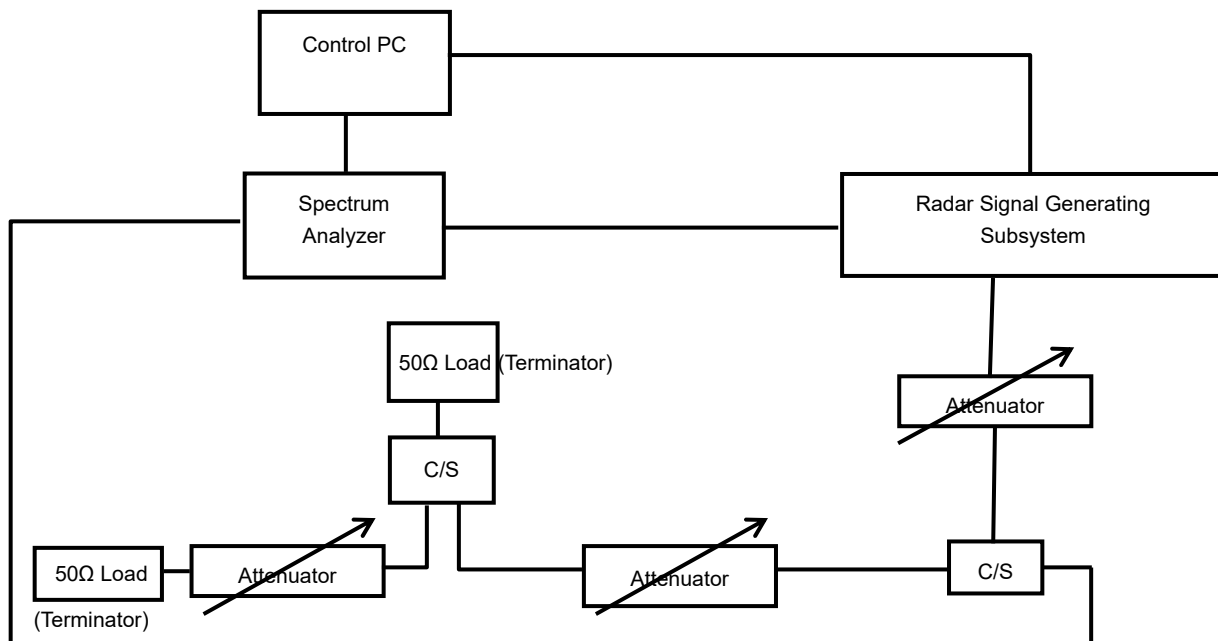 Control PC
Spectrum
Analyzer
Radar Signal Generating
Subsystem
50Ω Load (Terminator)
Attenuator
C/S
50Ω Load
(Terminator)
Attenuator
Attenuator
C/S